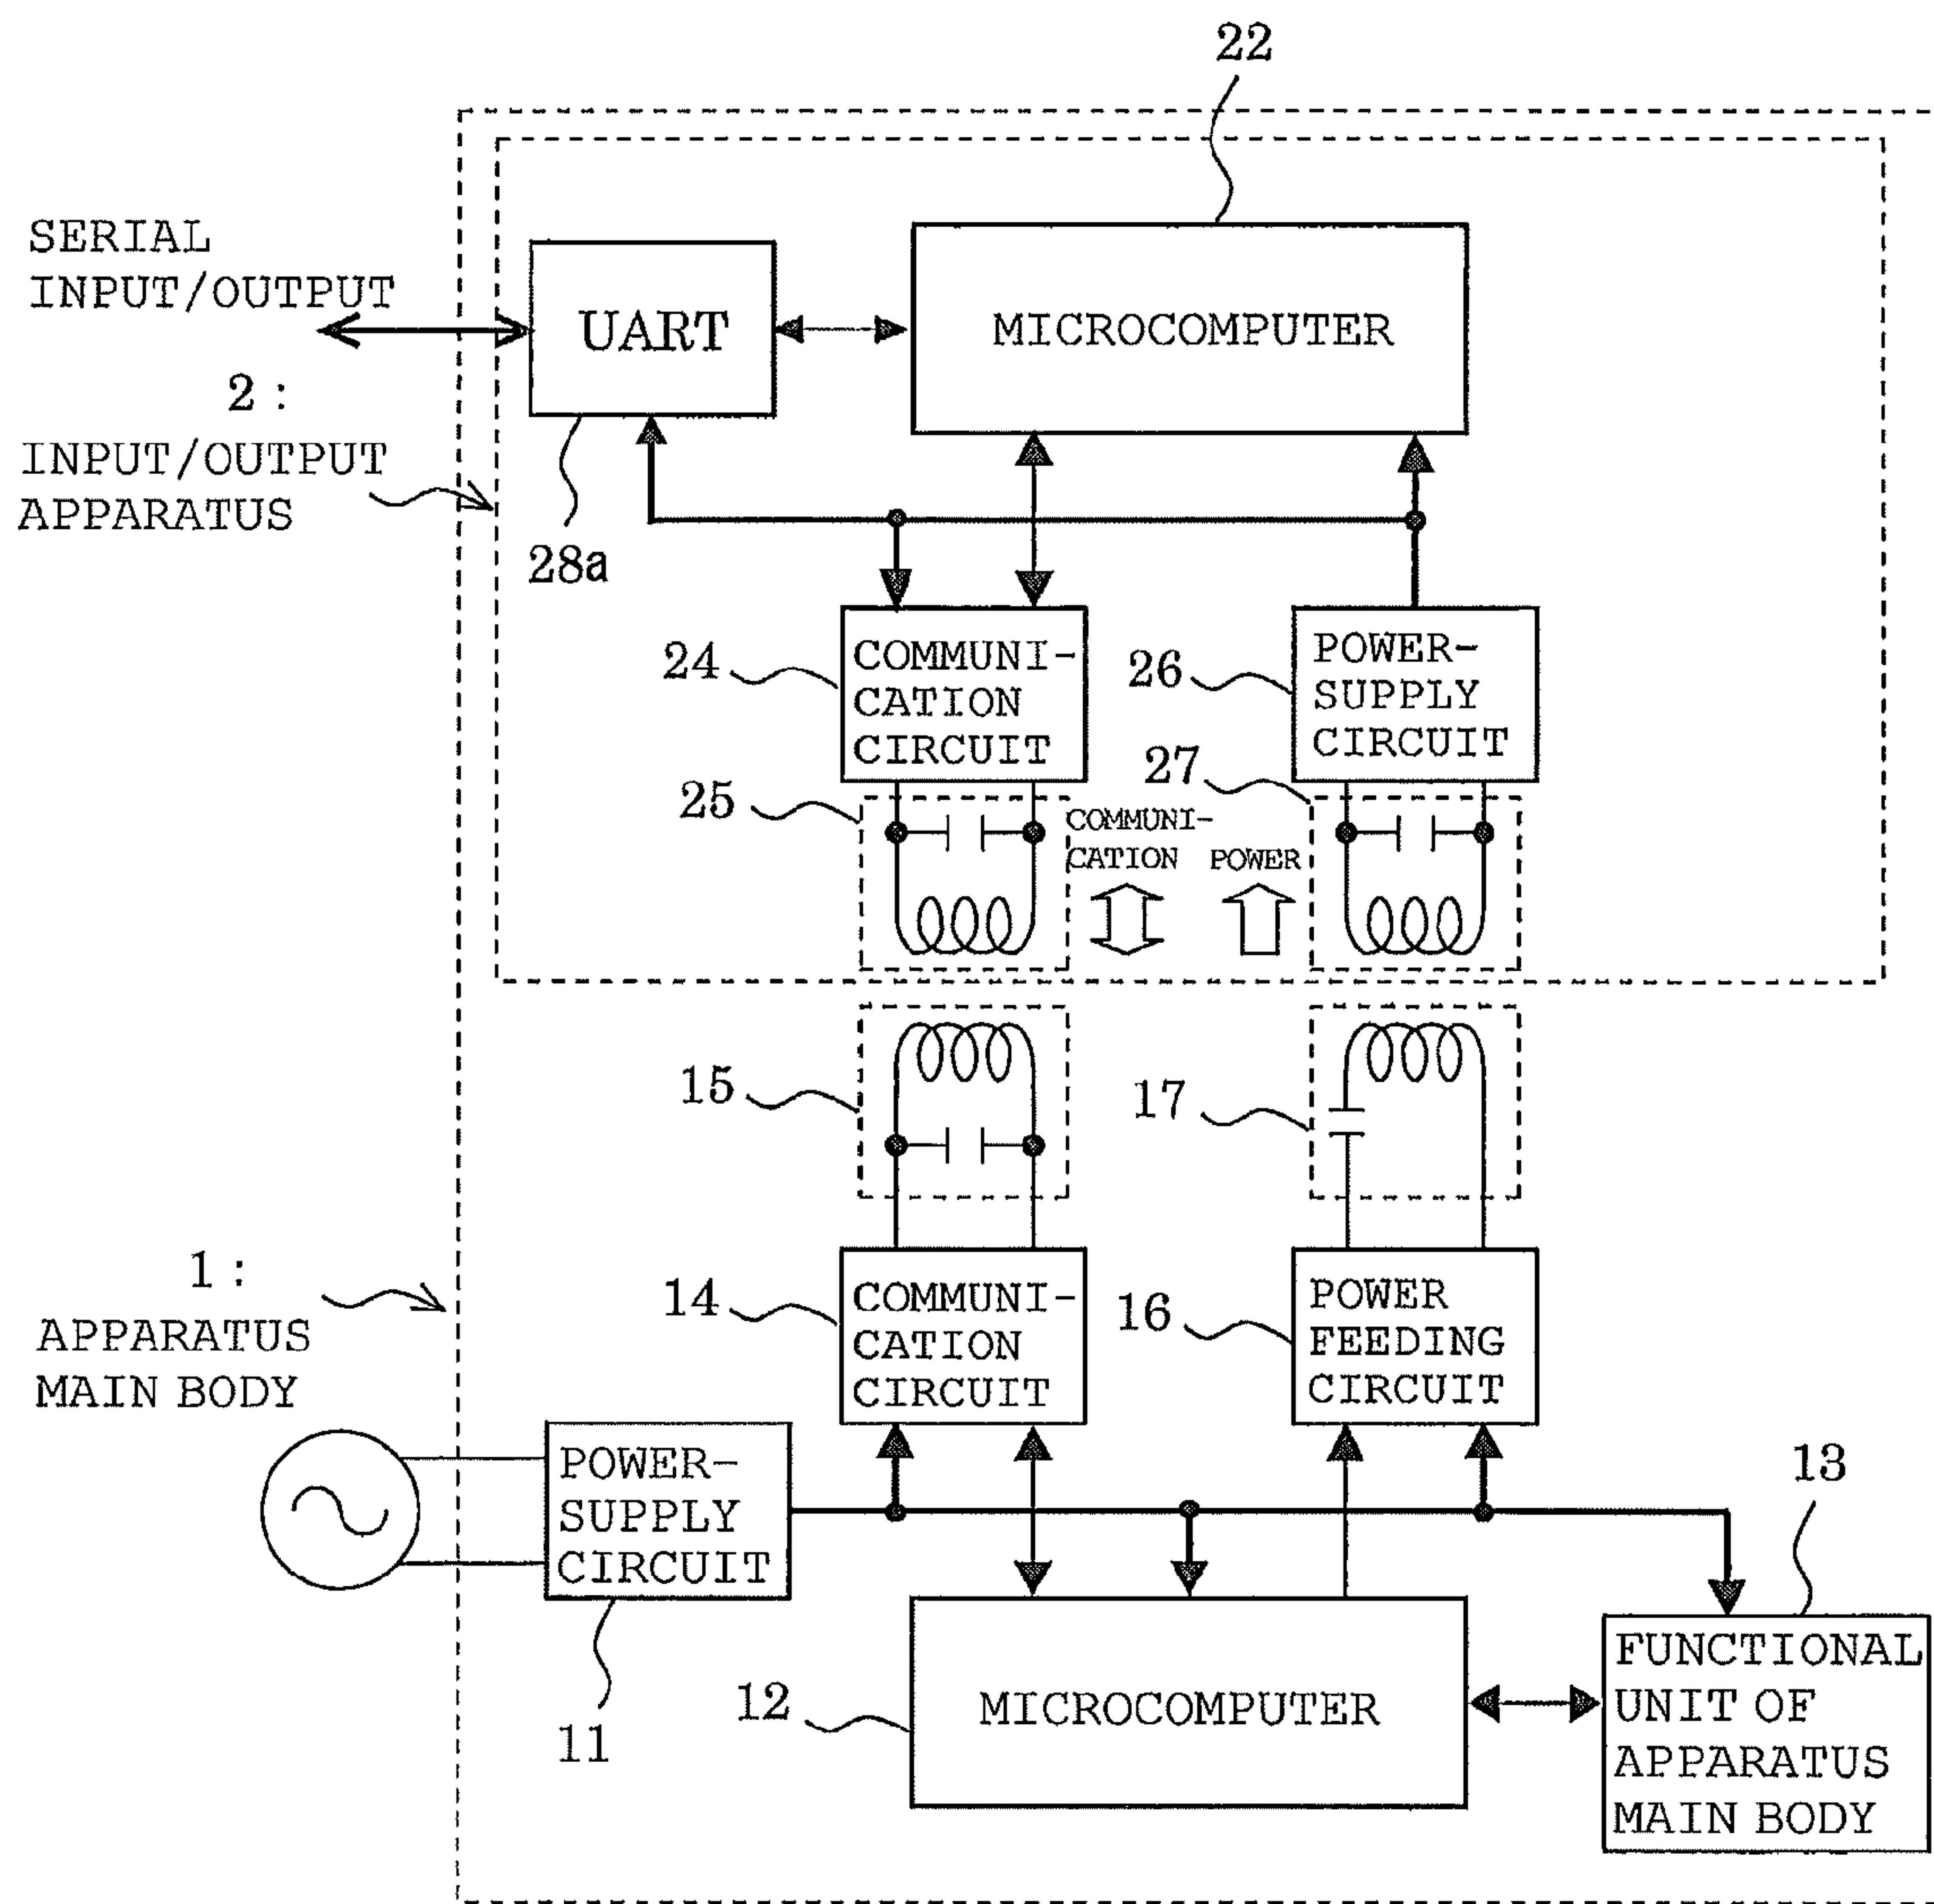 22
SERIAL
INPUT/OUTPUT
UART
MICROCOMPUTER
2 :
INPUT/OUTPUT
APPARATUS
28a
24
COMMUNI-
CATION
CIRCUIT
26
POWER-
SUPPLY
CIRCUIT
25
COMMUNI-
CATION
POWER
27
15
17
1 :
APPARATUS
MAIN BODY
14
COMMUNI-
CATION
CIRCUIT
16
POWER
FEEDING
CIRCUIT
POWER-
SUPPLY
CIRCUIT
11
13
12
MICROCOMPUTER
FUNCTIONAL
UNIT OF
APPARATUS
MAIN BODY